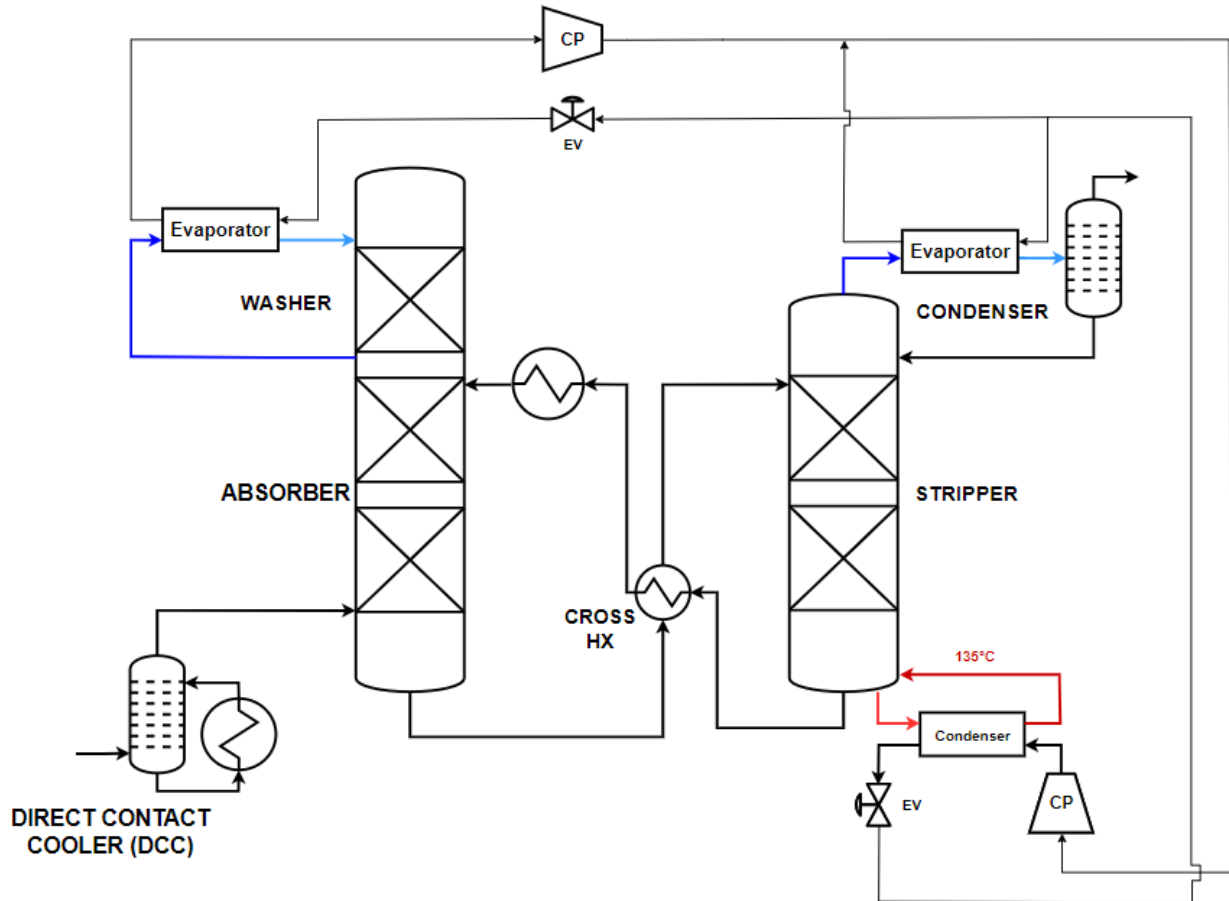 CP
EV
Evaporator
Evaporator
WASHER
CONDENSER
ABSORBER
STRIPPER
CROSS
HX
135°C
Condenser
EV
CP
DIRECT CONTACT
COOLER (DCC)